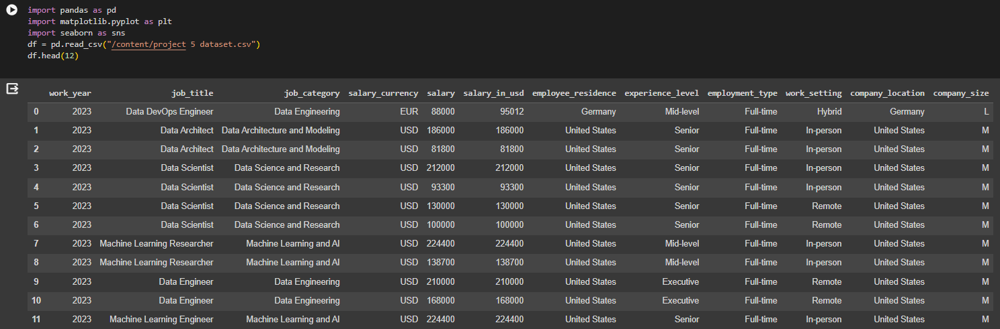 import pandas as pd
import matplotlib.pyplot as plt
import seaborn as sns
df = pd.read_csv("/content/project 5 dataset.csv")
df.head(12)
work_year job_title job_category salary_currency salary salary_in_usd employee_residence experience_level employment_type work_setting company_location company_size
0 2023 Data DevOps Engineer Data Engineering EUR 88000 95012 Germany Mid-level Full-time Hybrid Germany L
1 2023 Data Architect Data Architecture and Modeling USD 186000 186000 United States Senior Full-time In-person United States M
2 2023 Data Architect Data Architecture and Modeling USD 81800 81800 United States Senior Full-time In-person United States M
3 2023 Data Scientist Data Science and Research USD 212000 212000 United States Senior Full-time In-person United States M
4 2023 Data Scientist Data Science and Research USD 93300 93300 United States Senior Full-time In-person United States M
5 2023 Data Scientist Data Science and Research USD 130000 130000 United States Senior Full-time Remote United States M
6 2023 Data Scientist Data Science and Research USD 100000 100000 United States Senior Full-time Remote United States M
7 2023 Machine Learning Researcher Machine Learning and AI USD 224400 224400 United States Mid-level Full-time In-person United States M
8 2023 Machine Learning Researcher Machine Learning and AI USD 138700 138700 United States Mid-level Full-time In-person United States M
9 2023 Data Engineer Data Engineering USD 210000 210000 United States Executive Full-time Remote United States M
10 2023 Data Engineer Data Engineering USD 168000 168000 United States Executive Full-time Remote United States M
11 2023 Machine Learning Engineer Machine Learning and AI USD 224400 224400 United States Senior Full-time In-person United States M